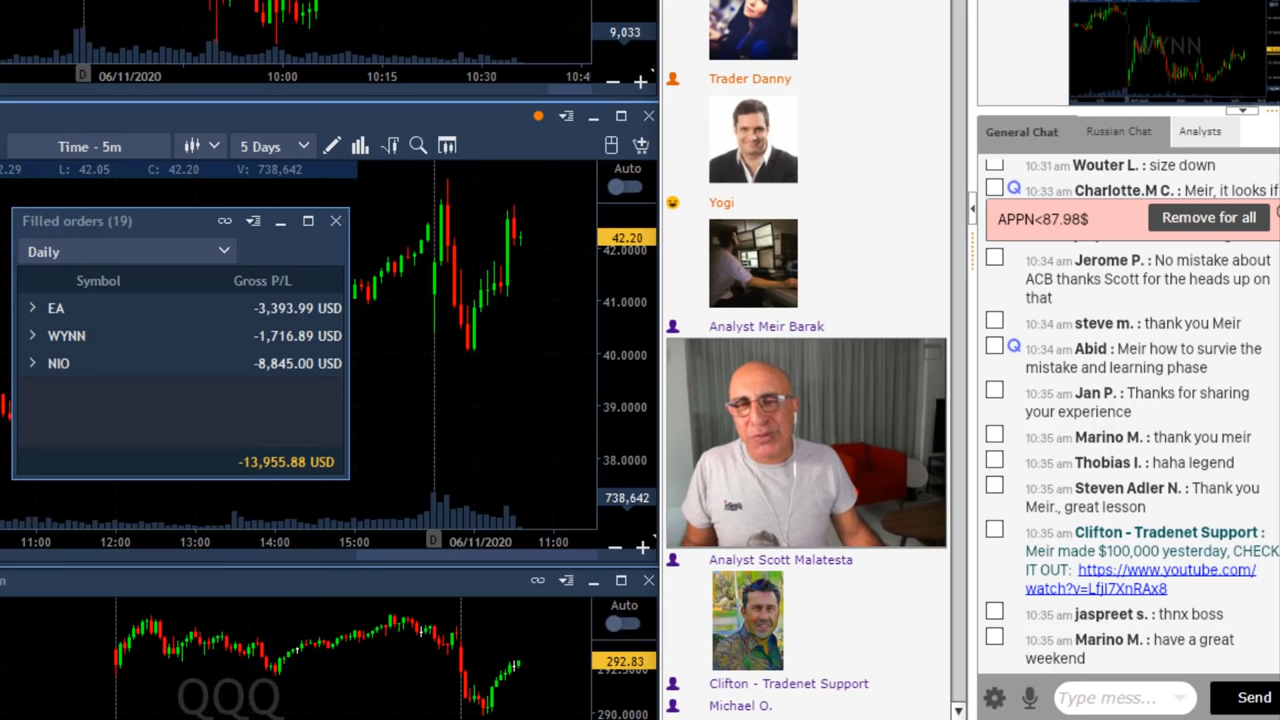 9,033
D 06/11/2020 10:00 10:15 10:30 10:4
Time - 5m 5 Days
2.29 L: 42.05 C: 42.20 V: 738,642
Auto
42.20
42.0000
41.0000
40.0000
39.0000
38.0000
738,642
Filled orders (19)
Daily
Symbol Gross P/L
EA -3,393.99 USD
WYNN -1,716.89 USD
NIO -8,845.00 USD
-13,955.88 USD
11:00 12:00 13:00 14:00 15:00 D 06/11/2020 11:00
m
Auto
292.83
290.00
QQQ
Trader Danny
Yogi
Analyst Meir Barak
Analyst Scott Malatesta
Clifton - Tradenet Support
Michael O.
WYNN
General Chat Russian Chat Analysts
10:31 am Wouter L. : size down
Q 10:33 am Charlotte.M C. : Meir, it looks if
APPN<87.98$ Remove for all
10:34 am Jerome P. : No mistake about
ACB thanks Scott for the heads up on
that
10:34 am steve m. : thank you Meir
Q 10:34 am Abid : Meir how to survie the
mistake and learning phase
10:35 am Jan P. : Thanks for sharing
your experience
10:35 am Marino M. : thank you meir
10:35 am Thobias I. : haha legend
10:35 am Steven Adler N. : Thank you
Meir., great lesson
10:35 am Clifton - Tradenet Support :
Meir made $100,000 yesterday, CHECK
IT OUT: https://www.youtube.com/
watch?v=LfjI7XnRAx8
10:35 am jaspreet s. : thnx boss
10:35 am Marino M. : have a great
weekend
Type mess... Send